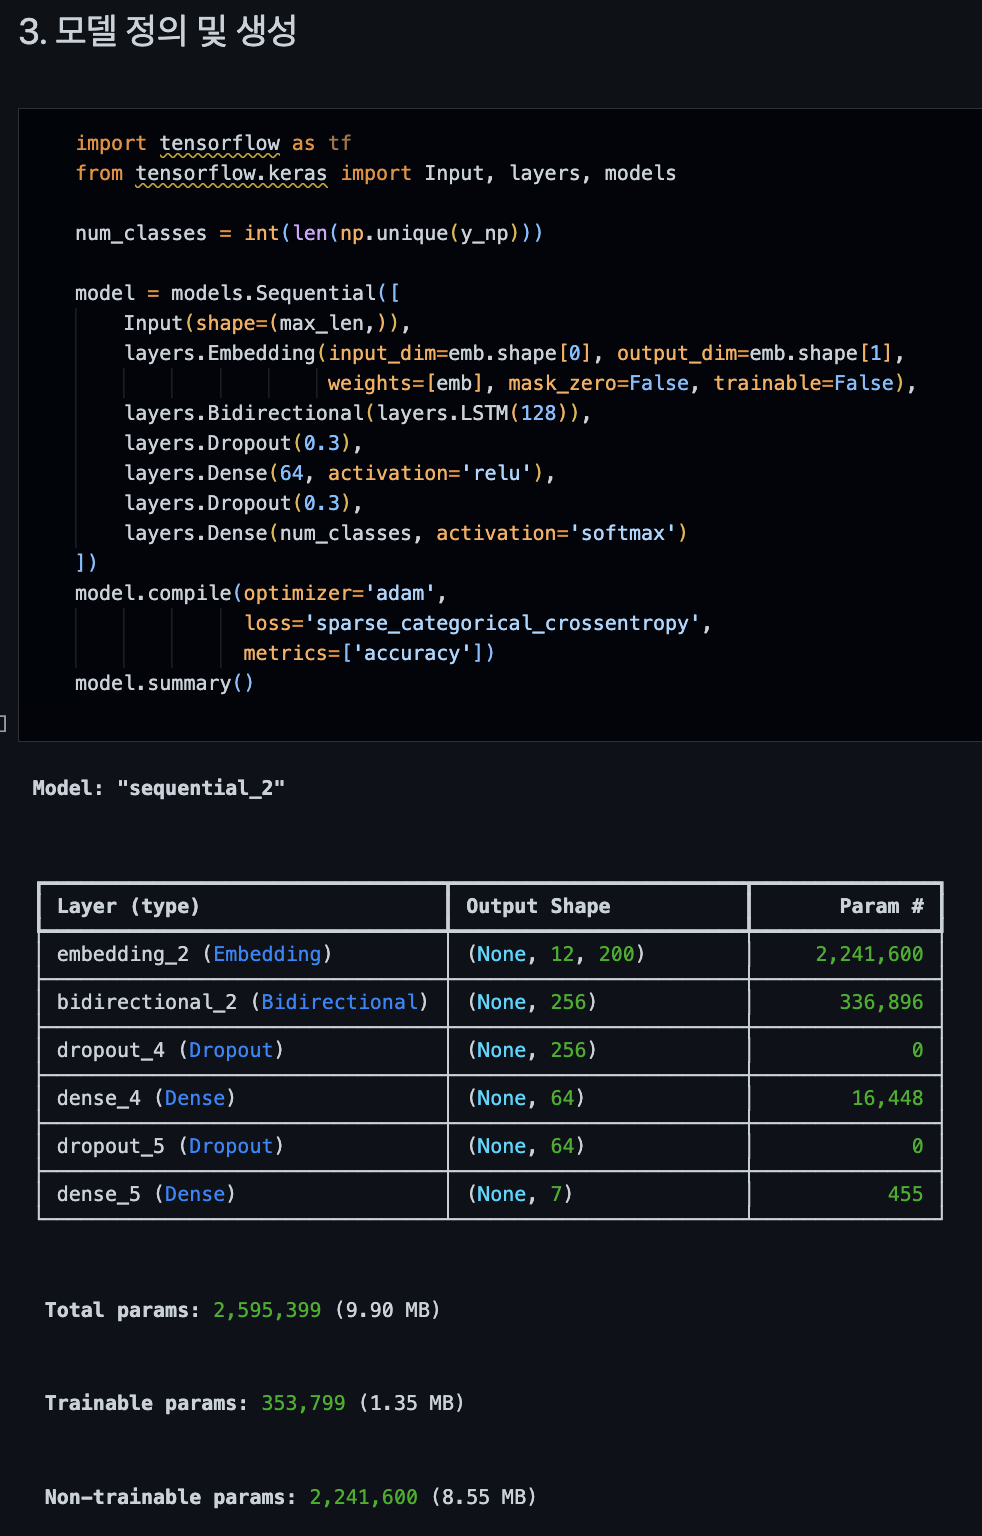 3. 모델 정의 및 생성
import tensorflow as tf
from tensorflow.keras import Input, layers, models
num_classes = int(len(np.unique(y_np)))
model = models.Sequential([
    Input(shape=(max_len,)),
    layers.Embedding(input_dim=emb.shape[0], output_dim=emb.shape[1],
                     weights=[emb], mask_zero=False, trainable=False),
    layers.Bidirectional(layers.LSTM(128)),
    layers.Dropout(0.3),
    layers.Dense(64, activation='relu'),
    layers.Dropout(0.3),
    layers.Dense(num_classes, activation='softmax')
])
model.compile(optimizer='adam',
              loss='sparse_categorical_crossentropy',
              metrics=['accuracy'])
model.summary()
Model: "sequential_2"
Layer (type) Output Shape Param #
embedding_2 (Embedding) (None, 12, 200) 2,241,600
bidirectional_2 (Bidirectional) (None, 256) 336,896
dropout_4 (Dropout) (None, 256) 0
dense_4 (Dense) (None, 64) 16,448
dropout_5 (Dropout) (None, 64) 0
dense_5 (Dense) (None, 7) 455
Total params: 2,595,399 (9.90 MB)
Trainable params: 353,799 (1.35 MB)
Non-trainable params: 2,241,600 (8.55 MB)